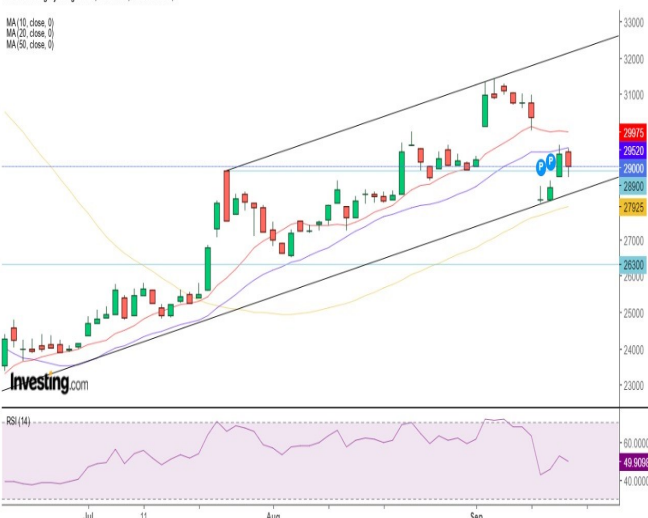 MA (10, close, 0)
MA (20, close, 0)
MA (50, close, 0)
33000
32000
31000
29975
29520
29000
28900
27925
27000
26300
26000
25000
24000
23000
P P
Investing.com
RSI (14)
60.0000
49.9098
40.0000
Jul 11 Aug Sep